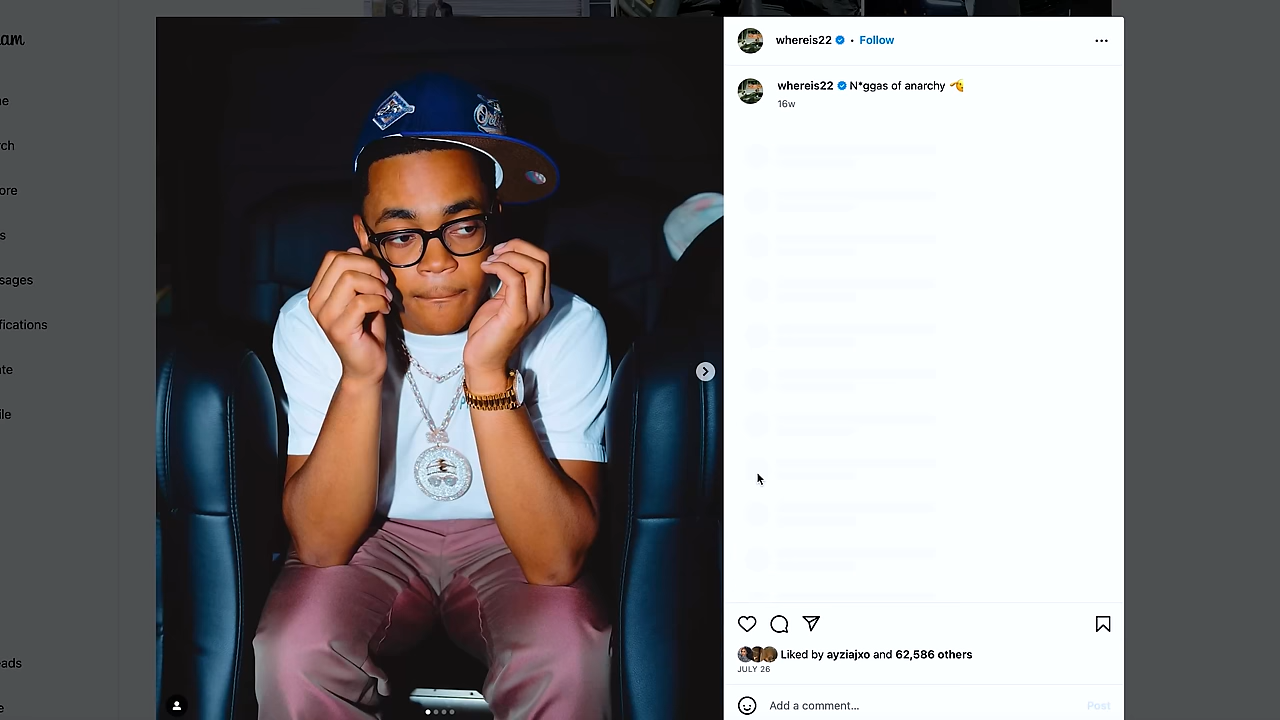 am
whereis22 • Follow
whereis22 N*ggas of anarchy
16w
e
rch
ore
s
sages
fications
ate
ile
Liked by ayziajxo and 62,586 others
JULY 26
eads
e
Add a comment...
Post